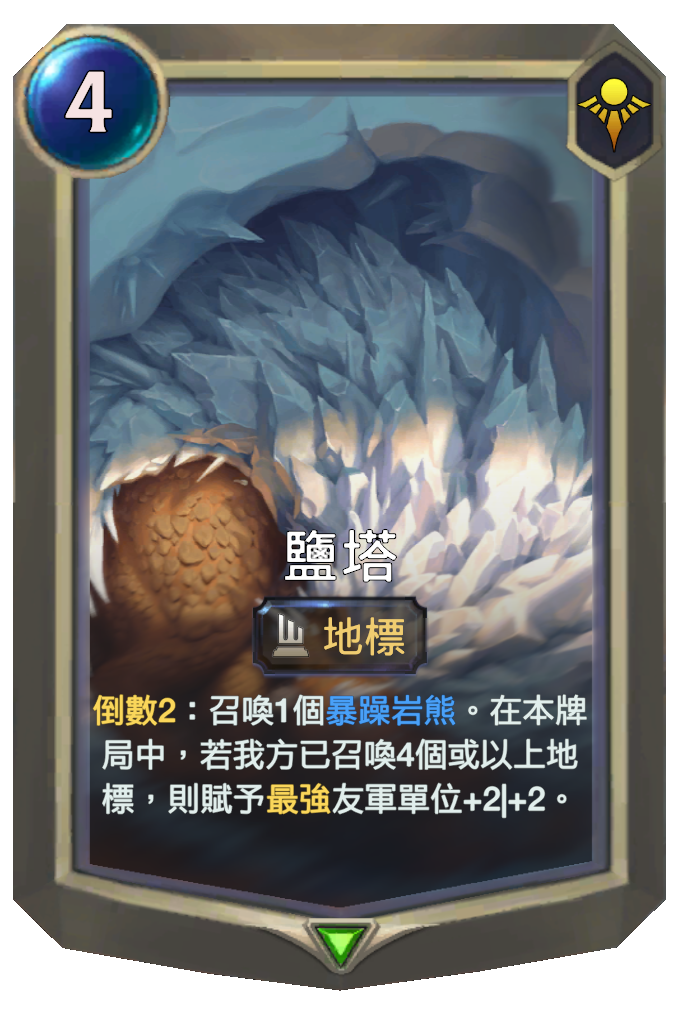 4
鹽塔
地標
倒數2：召喚1個暴躁岩熊。在本牌
局中，若我方已召喚4個或以上地
標，則賦予最強友軍單位+2|+2。